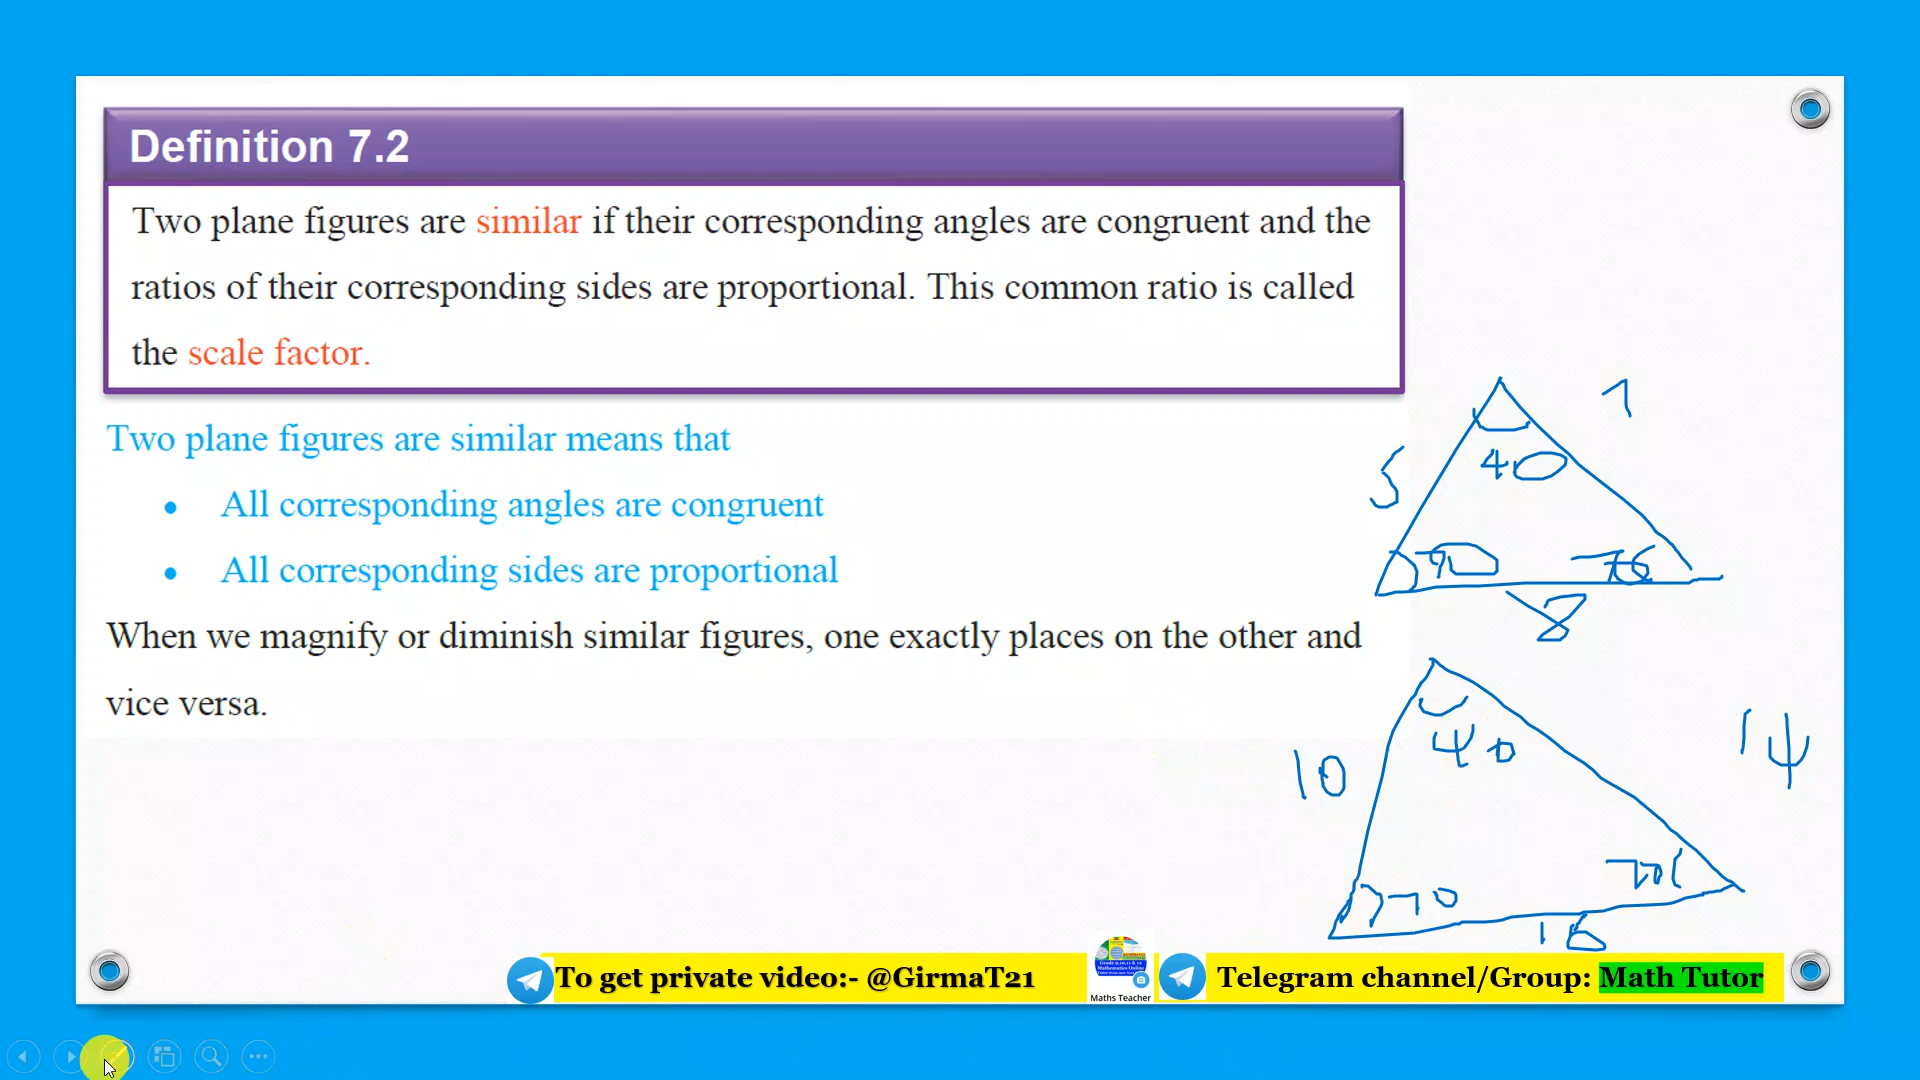 Definition 7.2
Two plane figures are similar if their corresponding angles are congruent and the
ratios of their corresponding sides are proportional. This common ratio is called
the scale factor.
Two plane figures are similar means that
• All corresponding angles are congruent
• All corresponding sides are proportional
When we magnify or diminish similar figures, one exactly places on the other and
vice versa.
7
5
40
70
8
40
14
10
70
16
To get private video:- @GirmaT21
Maths Teacher
Telegram channel/Group: Math Tutor